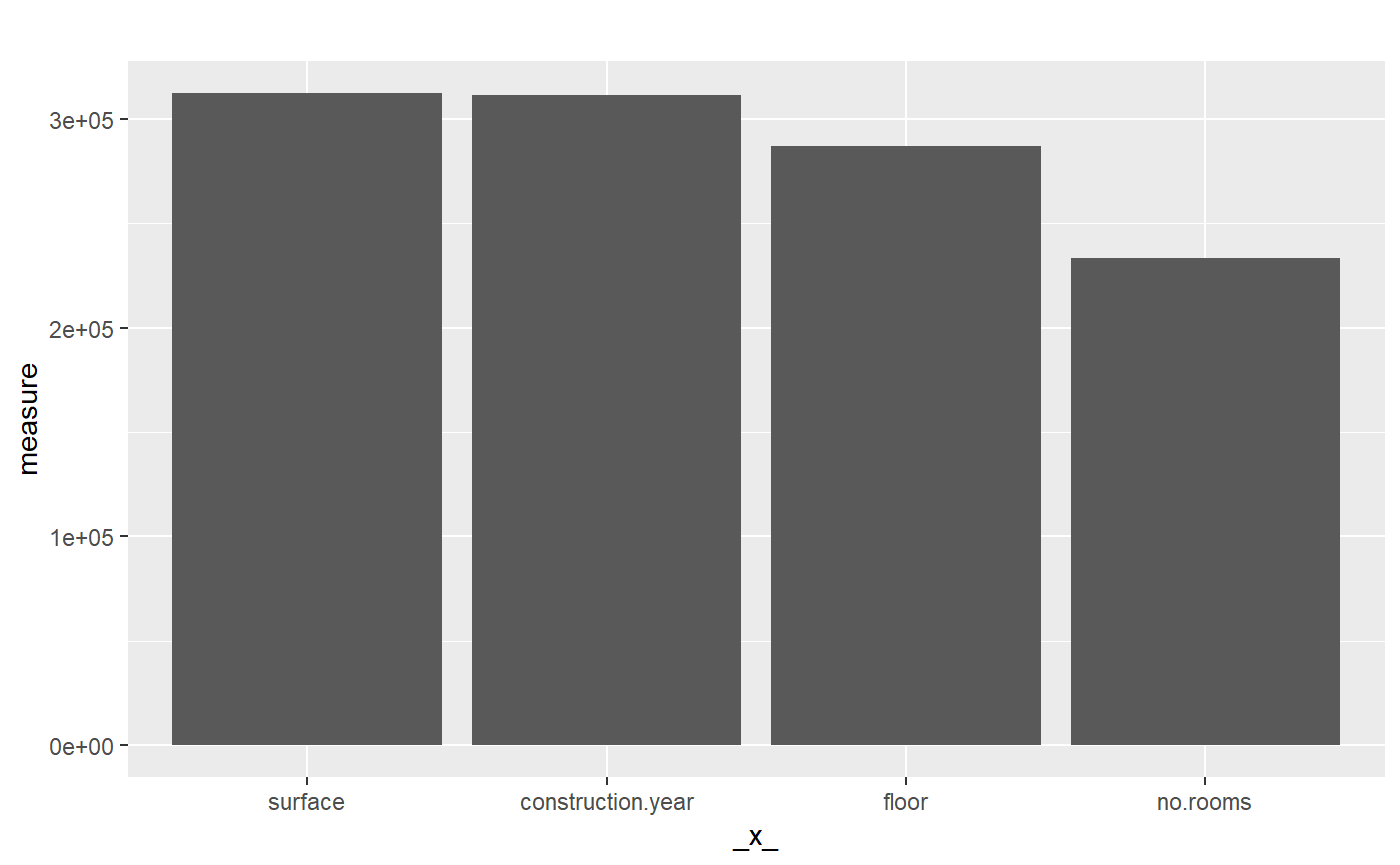 3e+05
2e+05
1e+05
0e+00
measure
surface construction.year floor no.rooms
_x_